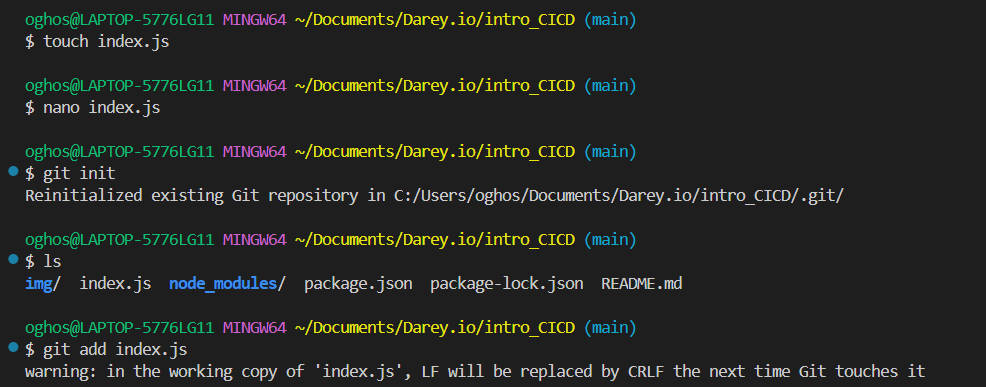 oghos@LAPTOP-5776LG11 MINGW64 ~/Documents/Darey.io/intro_CICD (main)
$ touch index.js
oghos@LAPTOP-5776LG11 MINGW64 ~/Documents/Darey.io/intro_CICD (main)
$ nano index.js
oghos@LAPTOP-5776LG11 MINGW64 ~/Documents/Darey.io/intro_CICD (main)
$ git init
Reinitialized existing Git repository in C:/Users/oghos/Documents/Darey.io/intro_CICD/.git/
oghos@LAPTOP-5776LG11 MINGW64 ~/Documents/Darey.io/intro_CICD (main)
$ ls
img/  index.js  node_modules/  package.json  package-lock.json  README.md
oghos@LAPTOP-5776LG11 MINGW64 ~/Documents/Darey.io/intro_CICD (main)
$ git add index.js
warning: in the working copy of 'index.js', LF will be replaced by CRLF the next time Git touches it